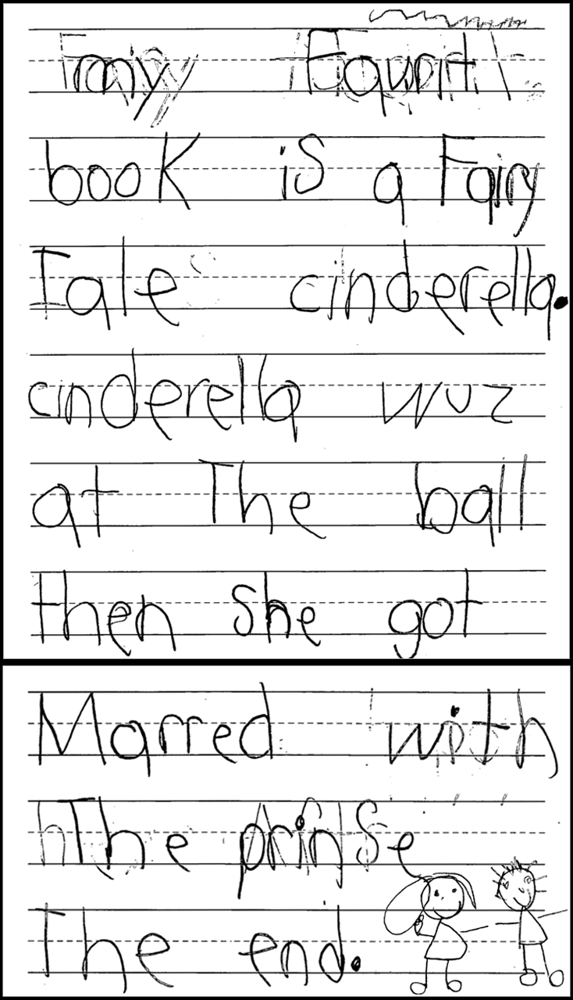 my Fqurit
book is a Fairy
Tale cinderella.
cinderella wuz
at The ball
then she got
Marred with
The prinse
The end.